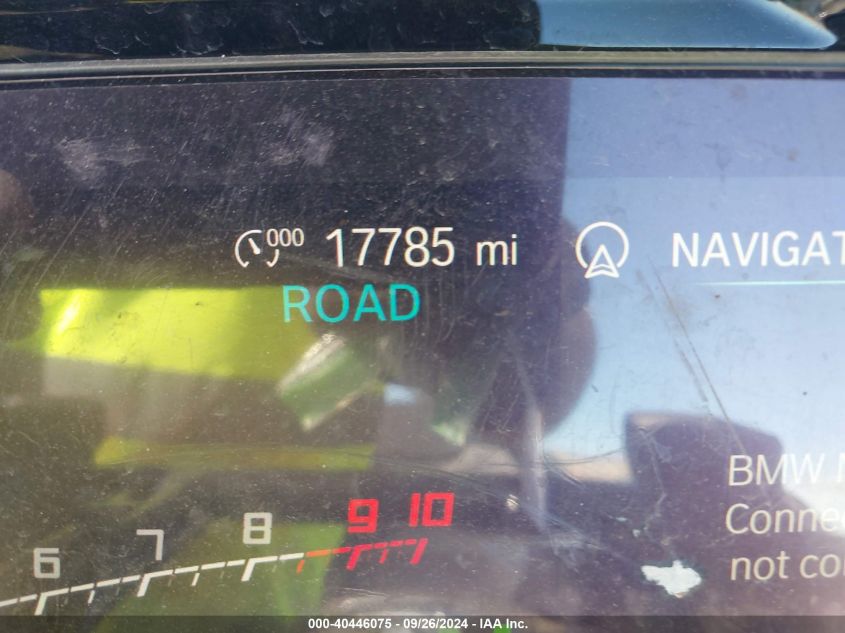 000 17785 mi NAVIGAT
ROAD
BMW
Conne
not co
6 7 8 9 10
000-40446075 - 09/26/2024 - IAA, Inc.